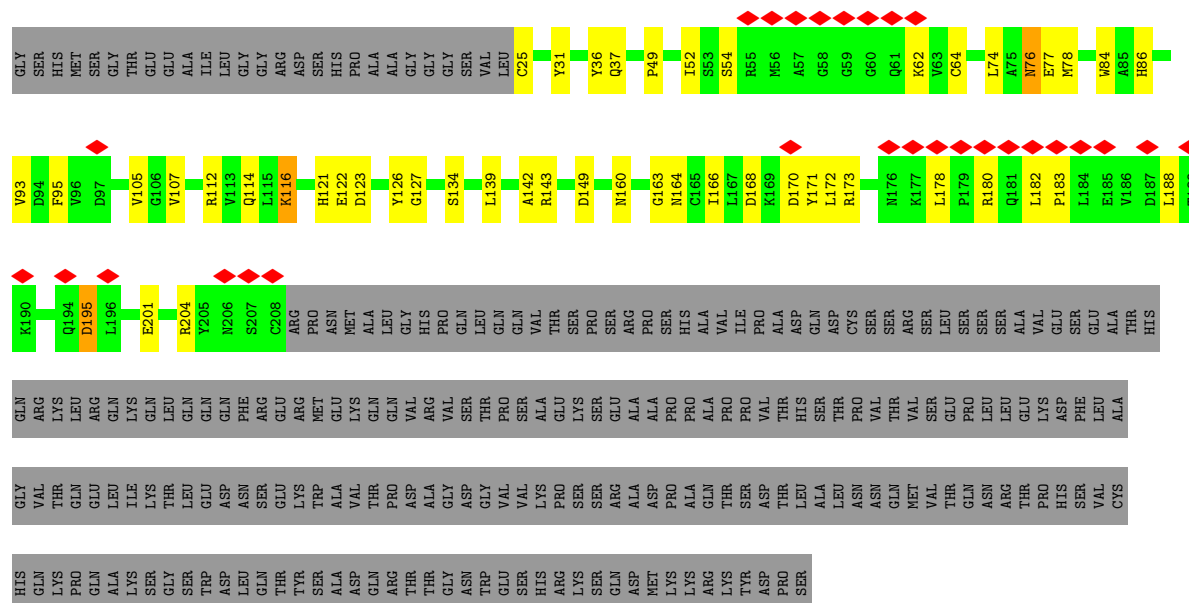 GLY SER HIS MET SER GLY THR GLU GLU ALA ILE LEU GLY GLY ARG ASP SER HIS PRO ALA ALA GLY GLY GLY SER VAL LEU C25 Y31 Y36 Q37 P49 I52 S53 S54 R55 M56 A57 G58 G59 G60 Q61 K62 V63 C64 L74 A75 N76 E77 M78 W84 A85 H86
V93 D94 F95 V96 D97 V105 G106 V107 R112 V113 Q114 L115 K116 H121 E122 D123 Y126 G127 S134 L139 A142 R143 D149 N160 G163 N164 C165 I166 L167 D168 K169 D170 Y171 L172 R173 N176 K177 L178 P179 R180 Q181 L182 P183 L184 E185 V186 D187 L188
K190 Q194 D195 L196 E201 R204 V205 N206 S207 C208 ARG PRO ASN MET ALA LEU GLY HIS PRO GLN LEU GLN GLN VAL THR SER PRO SER ARG PRO SER HIS ALA VAL ILE PRO ALA ASP GLN ASP CYS SER SER ARG SER LEU SER SER SER ALA VAL GLU SER GLU ALA THR HIS
GLN ARG LYS LEU ARG GLN LYS GLN LEU GLN GLN GLN PHE ARG GLU ARG MET GLU LYS GLN GLN VAL ARG VAL SER THR PRO SER ALA GLU LYS SER GLU ALA ALA PRO PRO ALA PRO PRO VAL THR HIS SER THR PRO VAL THR VAL SER GLU PRO LEU LEU GLU LYS ASP PHE LEU ALA
GLY VAL THR GLN GLU LEU ILE LYS THR LEU GLU ASP ASN SER GLU LYS TRP ALA VAL THR PRO ASP ALA GLY ASP GLY VAL VAL LYS PRO SER SER ARG ALA ASP PRO ALA GLN THR SER ASP THR LEU ALA LEU ASN ASN GLN MET VAL THR GLN ASN ARG THR PRO HIS SER VAL CYS
HIS GLN LYS PRO GLN ALA LYS SER GLY SER TRP ASP LEU GLN THR TYR SER ALA ASP GLN ARG THR THR GLY ASN TRP GLU SER HIS ARG LYS SER GLN ASP MET LYS LYS ARG LYS TYR ASP PRO SER